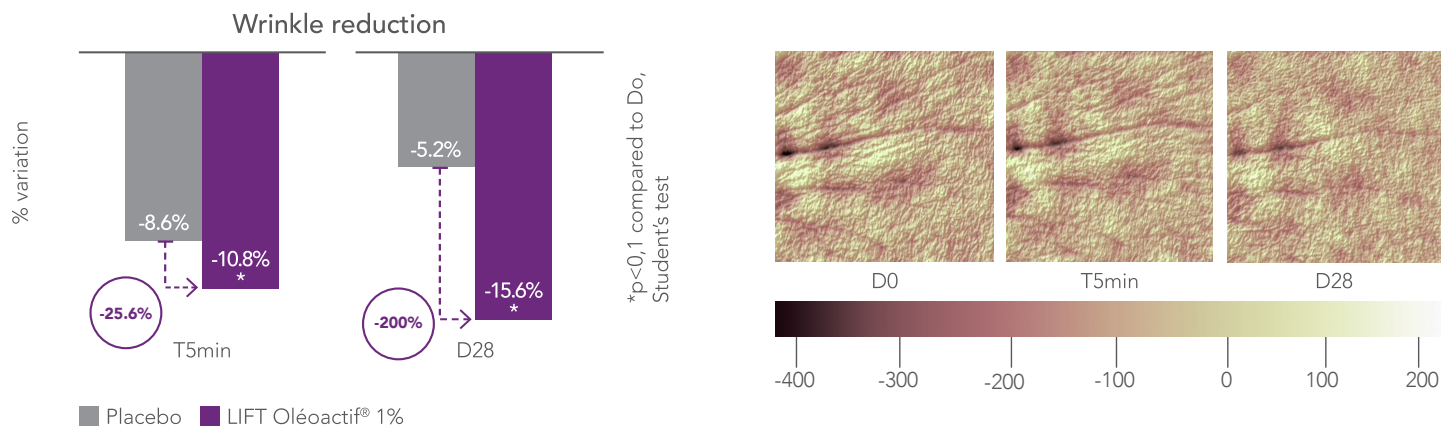 Wrinkle reduction
% variation
-8.6%
-10.8%
*
-25.6%
T5min
-5.2%
-15.6%
*
-200%
D28
*p<0,1 compared to Do,
Student's test
Placebo
LIFT Oléoactif® 1%
D0
T5min
D28
-400
-300
-200
-100
0
100
200